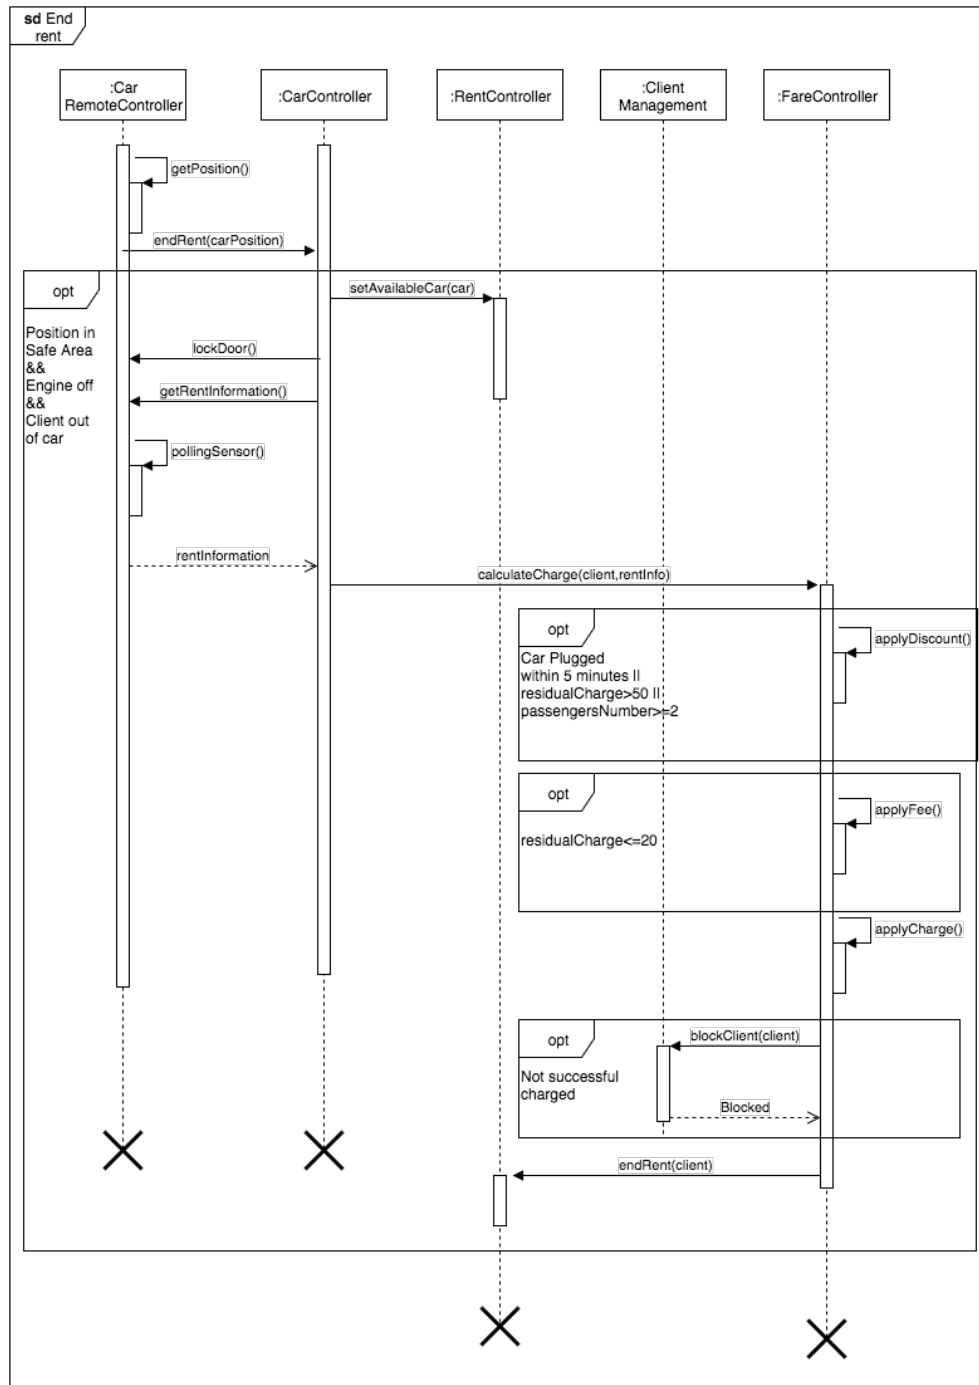 sd End
rent
:Car
RemoteController
:CarController
:RentController
:Client
Management
:FareController
getPosition()
endRent(carPosition)
opt
setAvailableCar(car)
Position in
Safe Area
&&
Engine off
&&
Client out
of car
lockDoor()
getRentInformation()
pollingSensor()
rentInformation
calculateCharge(client,rentInfo)
opt
applyDiscount()
Car Plugged
within 5 minutes ||
residualCharge>50 ||
passengersNumber>=2
opt
applyFee()
residualCharge<=20
applyCharge()
opt
blockClient(client)
Not successful
charged
Blocked
endRent(client)